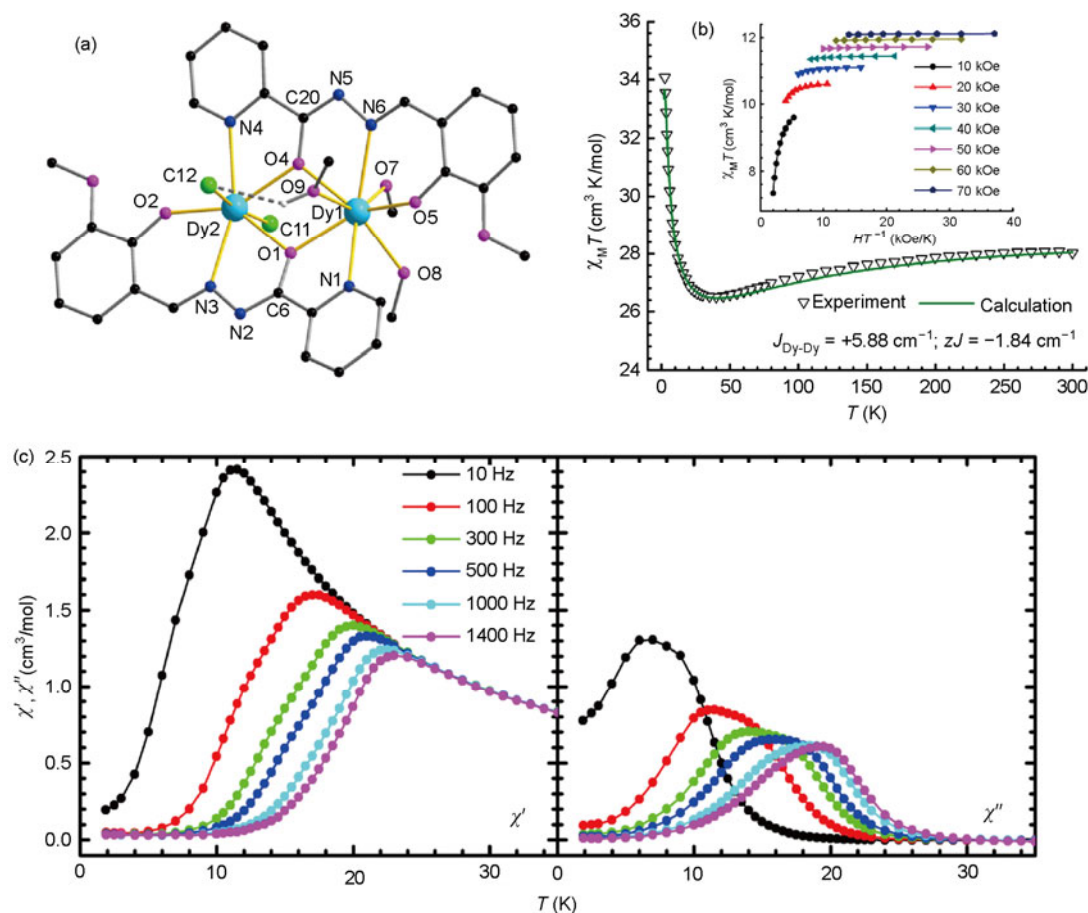 (a)
N5
C20
N6
N4
O4
O7
C12
O9
O2
Dy1
O5
Dy2
C11
O1
O8
N3
N1
N2
C6
(b)
36
34
32
30
28
26
24
χMT (cm³ K/mol)
12
10
8
χMT (cm³ K/mol)
10 kOe
20 kOe
30 kOe
40 kOe
50 kOe
60 kOe
70 kOe
0 10 20 30 40
HT⁻¹ (kOe/K)
Experiment Calculation
J Dy-Dy = +5.88 cm⁻¹; zJ = −1.84 cm⁻¹
0 50 100 150 200 250 300
T (K)
(c)
2.5
2.0
1.5
1.0
0.5
0.0
χ′, χ″ (cm³/mol)
10 Hz
100 Hz
300 Hz
500 Hz
1000 Hz
1400 Hz
χ′
χ″
0 10 20 30 0 10 20 30
T (K)